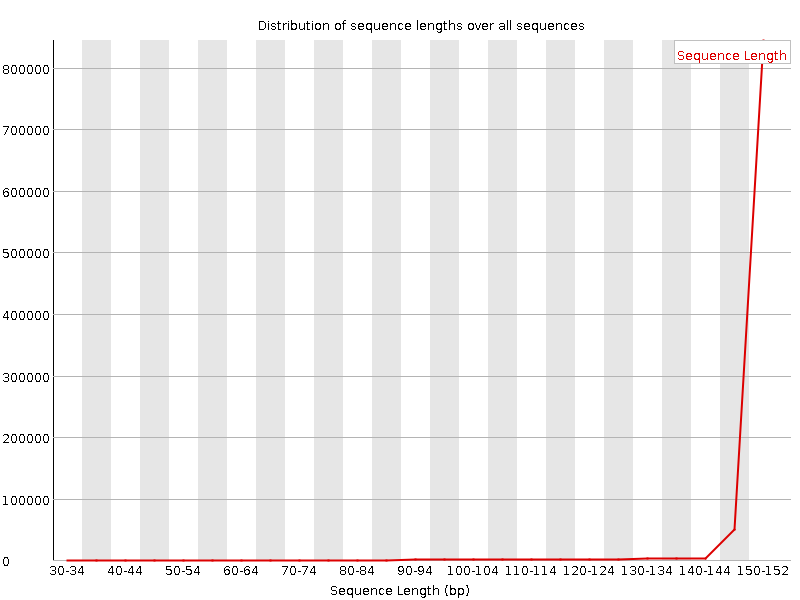 Distribution of sequence lengths over all sequences
Sequence Length
800000
700000
600000
500000
400000
300000
200000
100000
0
30-34 40-44 50-54 60-64 70-74 80-84 90-94 100-104 110-114 120-124 130-134 140-144 150-152
Sequence Length (bp)